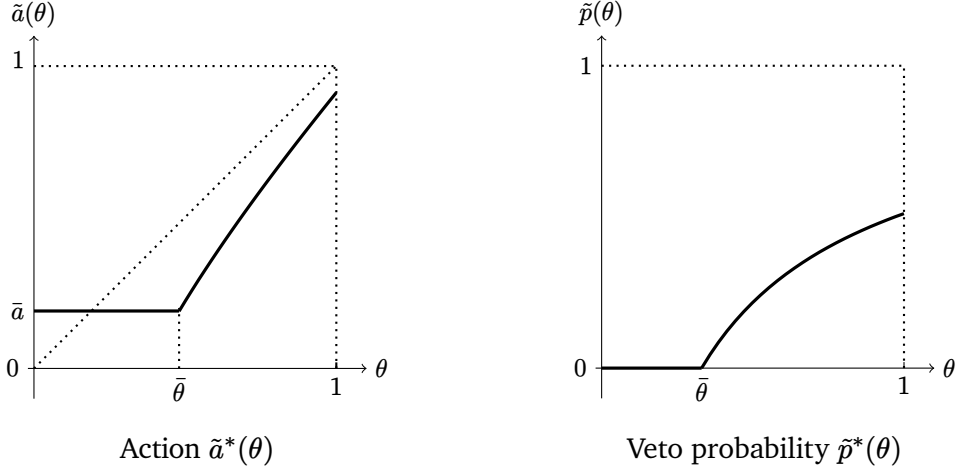 ã(θ)
1
ā
0
θ̄
1
θ
Action ã*(θ)
p̃(θ)
1
0
θ̄
1
θ
Veto probability p̃*(θ)